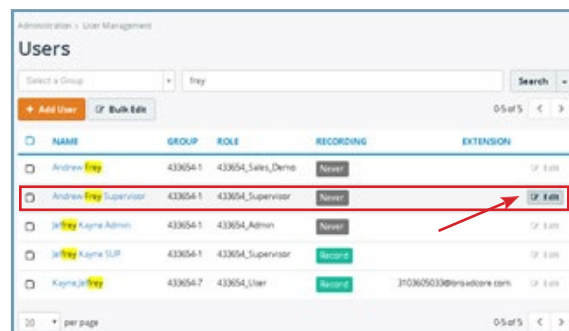 Administration > User Management
Users
Select a Group frey Search
+ Add User Bulk Edit 0-5 of 5 < >
NAME GROUP ROLE RECORDING EXTENSION
Andrew Frey 433654-1 433654_Sales_Demo Never Edit
Andrew Frey Supervisor 433654-1 433654_Supervisor Never Edit
Jeffrey Kayne Admin 433654-1 433654_Admin Never Edit
Jeffrey Kayne SUP 433654-1 433654_Supervisor Record Edit
Kayne Jeffrey 433654-7 433654_User Record 3103605033@broadcore.com Edit
20 per page 0-5 of 5 < >